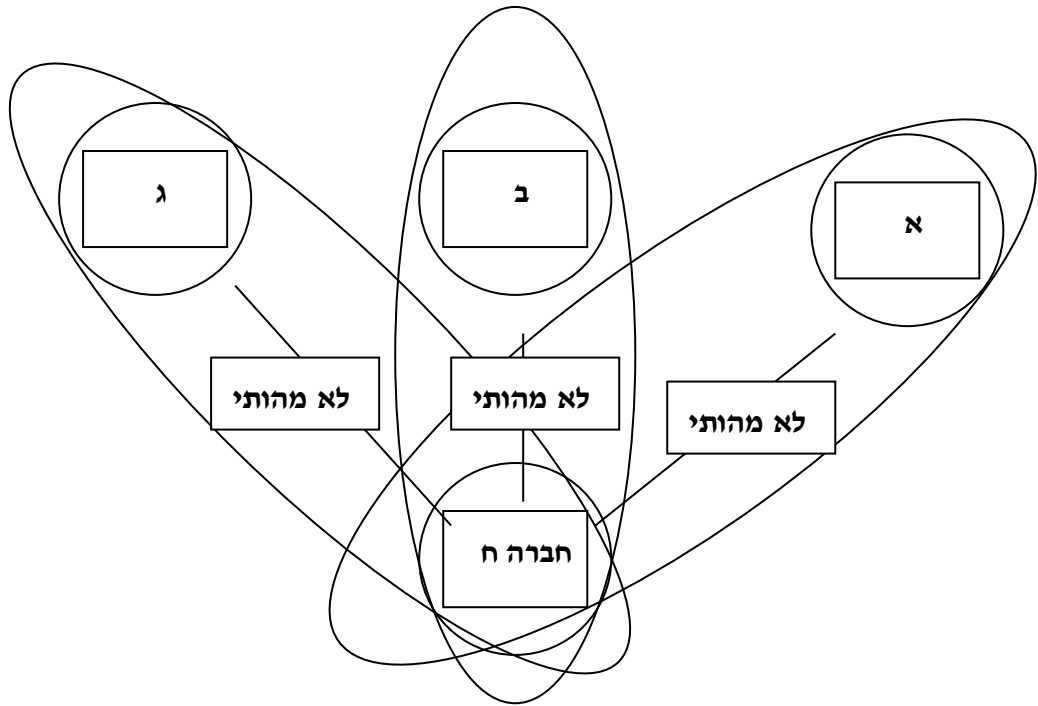 א
ב
ג
לא מהותי
לא מהותי
לא מהותי
חברה ח